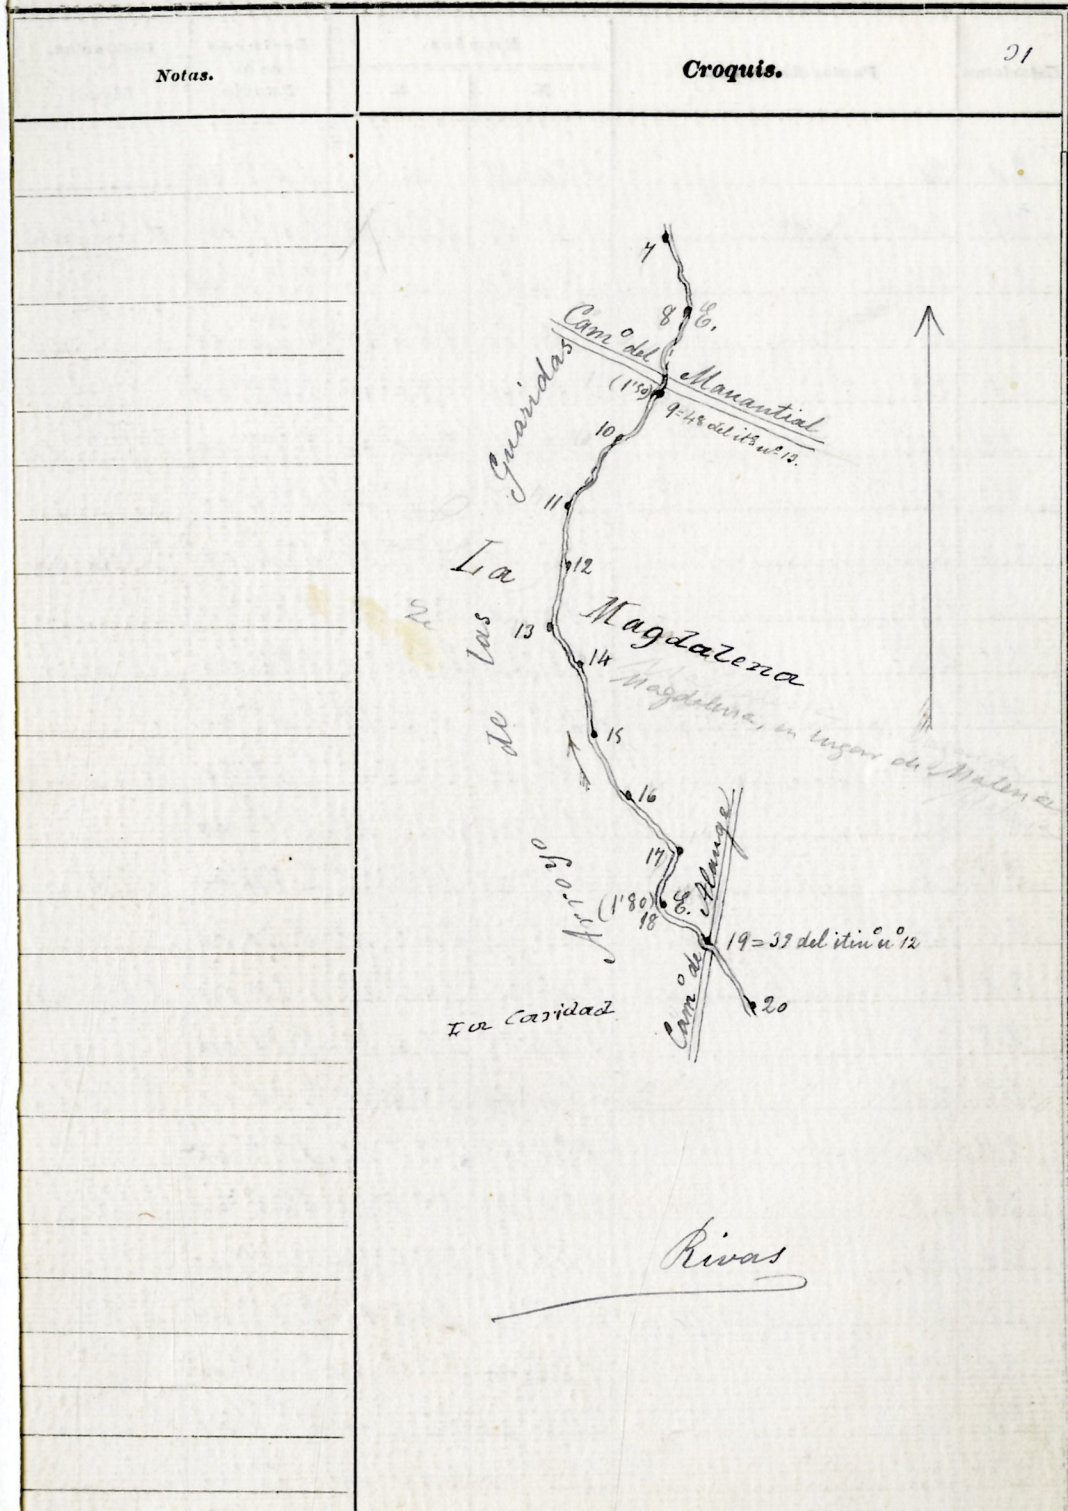 Notas.
Croquis.
7
8 E.
Camº del Manantial
(1'50)
9=48 del itº nº 12.
10
Guaridas
11
12
La
Magdalena
las
13
14
Magdalena, en lugar de Malena
de
15
16
Alange
17
Arroyo
(1'80) E.
18
19=39 del itinº nº 12
Camº de
20
La Caridad
Rivas